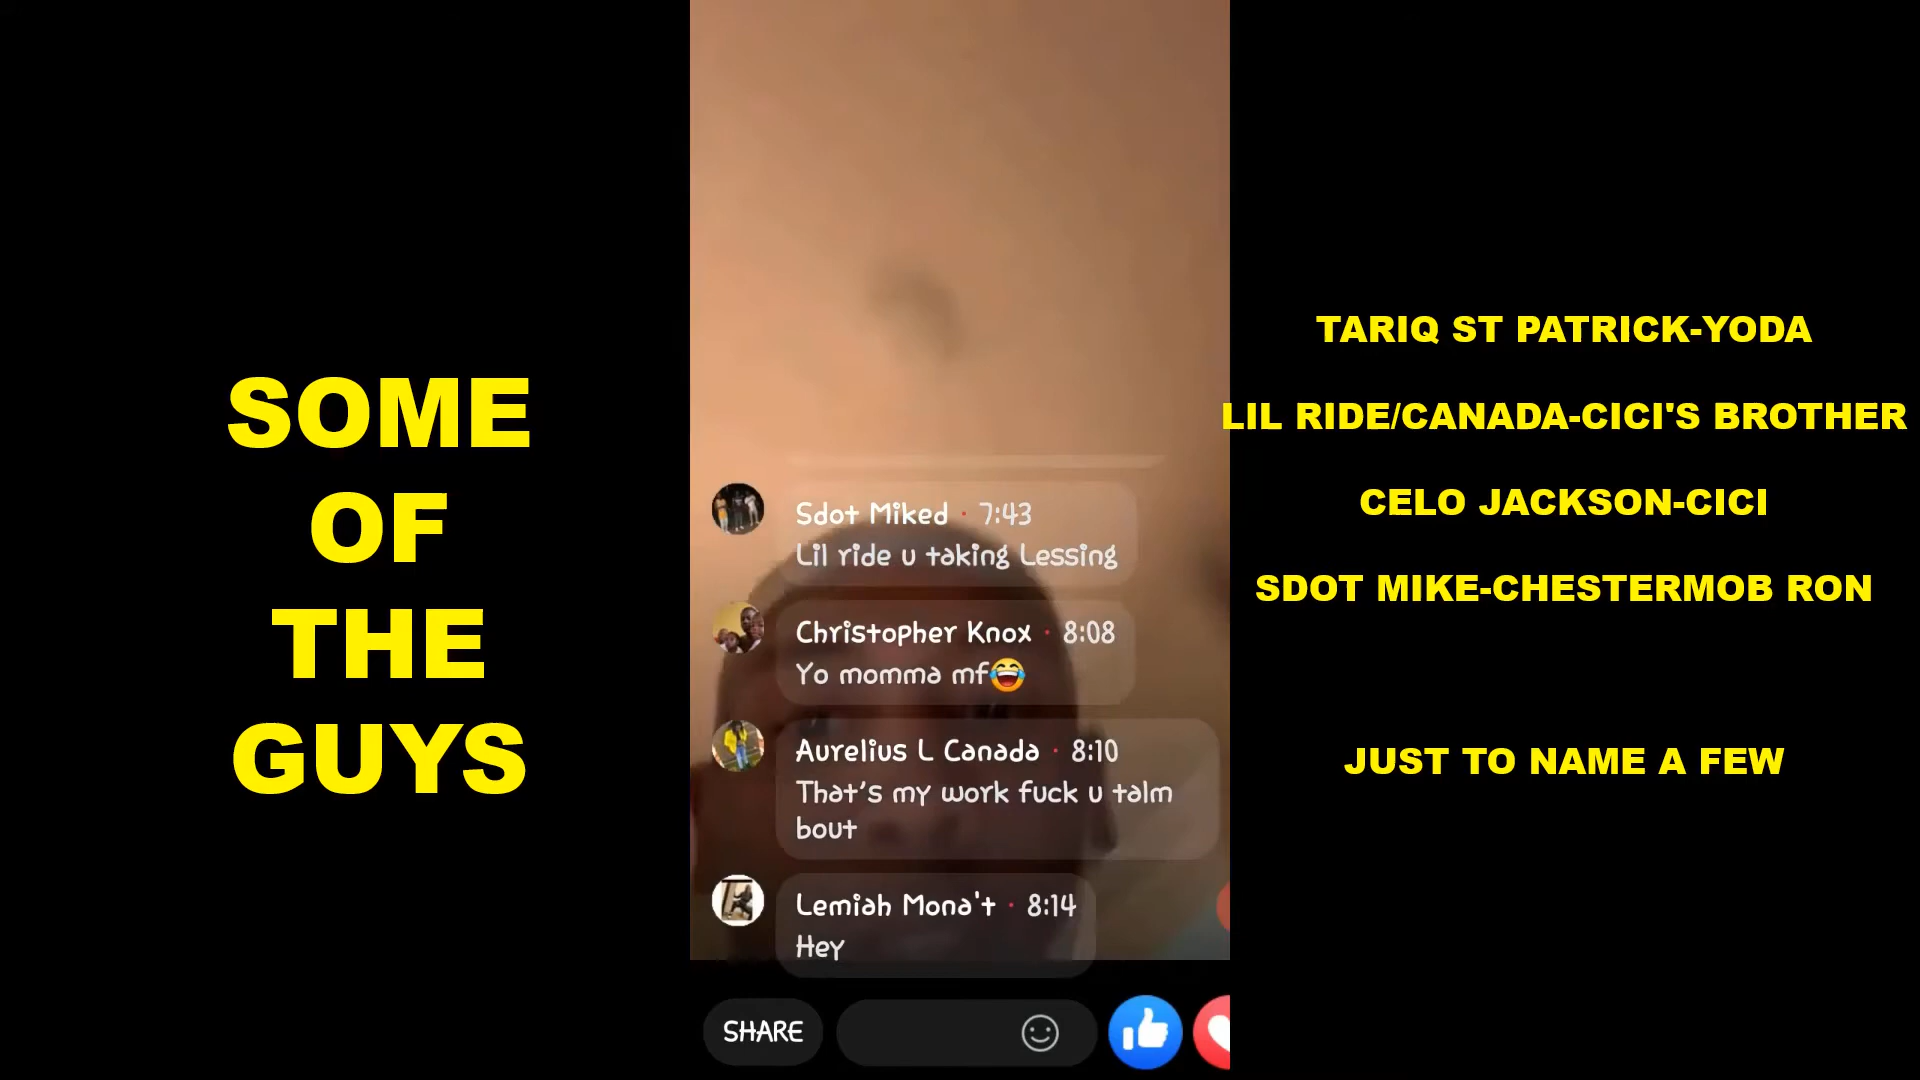 SOME
OF
THE
GUYS
Sdot Miked · 7:43
Lil ride u taking Lessing
Christopher Knox · 8:08
Yo momma mf😂
Aurelius L Canada · 8:10
That's my work fuck u talm
bout
Lemiah Mona't · 8:14
Hey
SHARE
TARIQ ST PATRICK-YODA
LIL RIDE/CANADA-CICI'S BROTHER
CELO JACKSON-CICI
SDOT MIKE-CHESTERMOB RON
JUST TO NAME A FEW